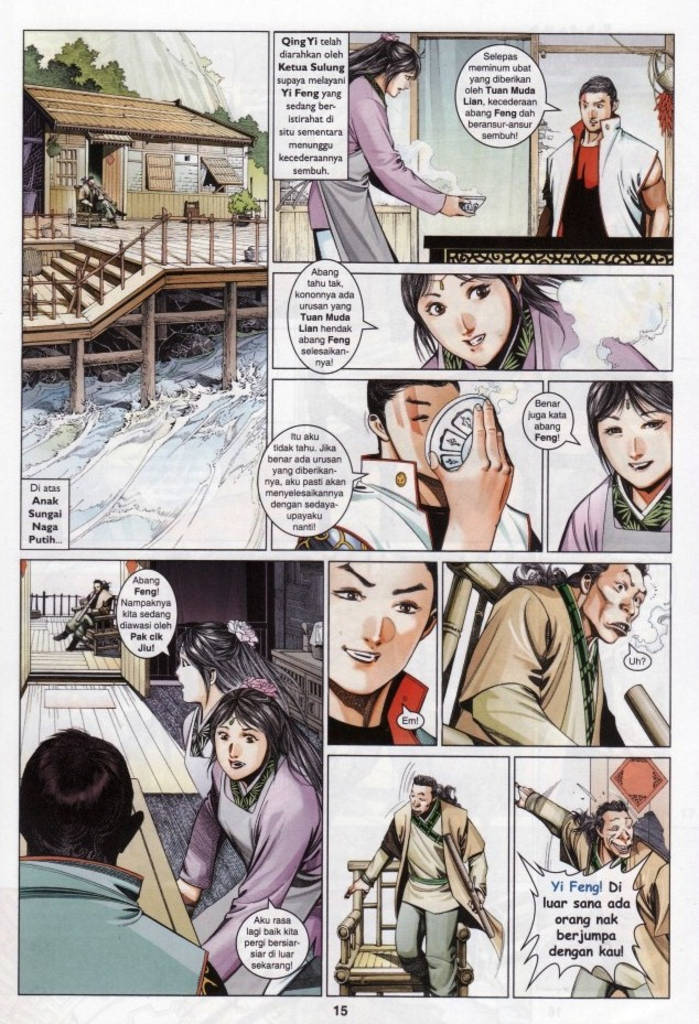 Di atas
Anak
Sungai
Naga
Putih...
Qing Yi telah
diarahkan oleh
Ketua Sulung
supaya melayani
Yi Feng yang
sedang ber-
istirahat di
situ sementara
menunggu
kecederaannya
sembuh.
Selepas
meminum ubat
yang diberikan
oleh Tuan Muda
Lian, kecederaan
abang Feng dah
beransur-ansur
sembuh!
Abang
tahu tak,
kononnya ada
urusan yang
Tuan Muda
Lian hendak
abang Feng
selesaikan-
nya!
Itu aku
tidak tahu. Jika
benar ada urusan
yang diberikan-
nya, aku pasti akan
menyelesaikannya
dengan sedaya-
upayaku
nanti!
Benar
juga kata
abang
Feng!
Abang
Feng!
Nampaknya
kita sedang
diawasi oleh
Pak cik
Jiu!
Aku rasa
lagi baik kita
pergi bersiar-
siar di luar
sekarang!
Em!
Uh?
Yi Feng! Di
luar sana ada
orang nak
berjumpa
dengan kau!
15